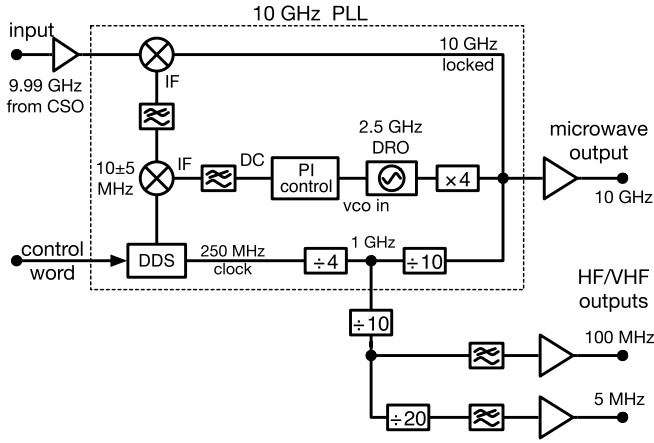 10 GHz PLL
input
9.99 GHz
from CSO
IF
10 GHz
locked
10±5
MHz
IF
DC
PI
control
2.5 GHz
DRO
vco in
×4
microwave
output
10 GHz
control
word
DDS
250 MHz
clock
÷4
1 GHz
÷10
÷10
HF/VHF
outputs
100 MHz
÷20
5 MHz